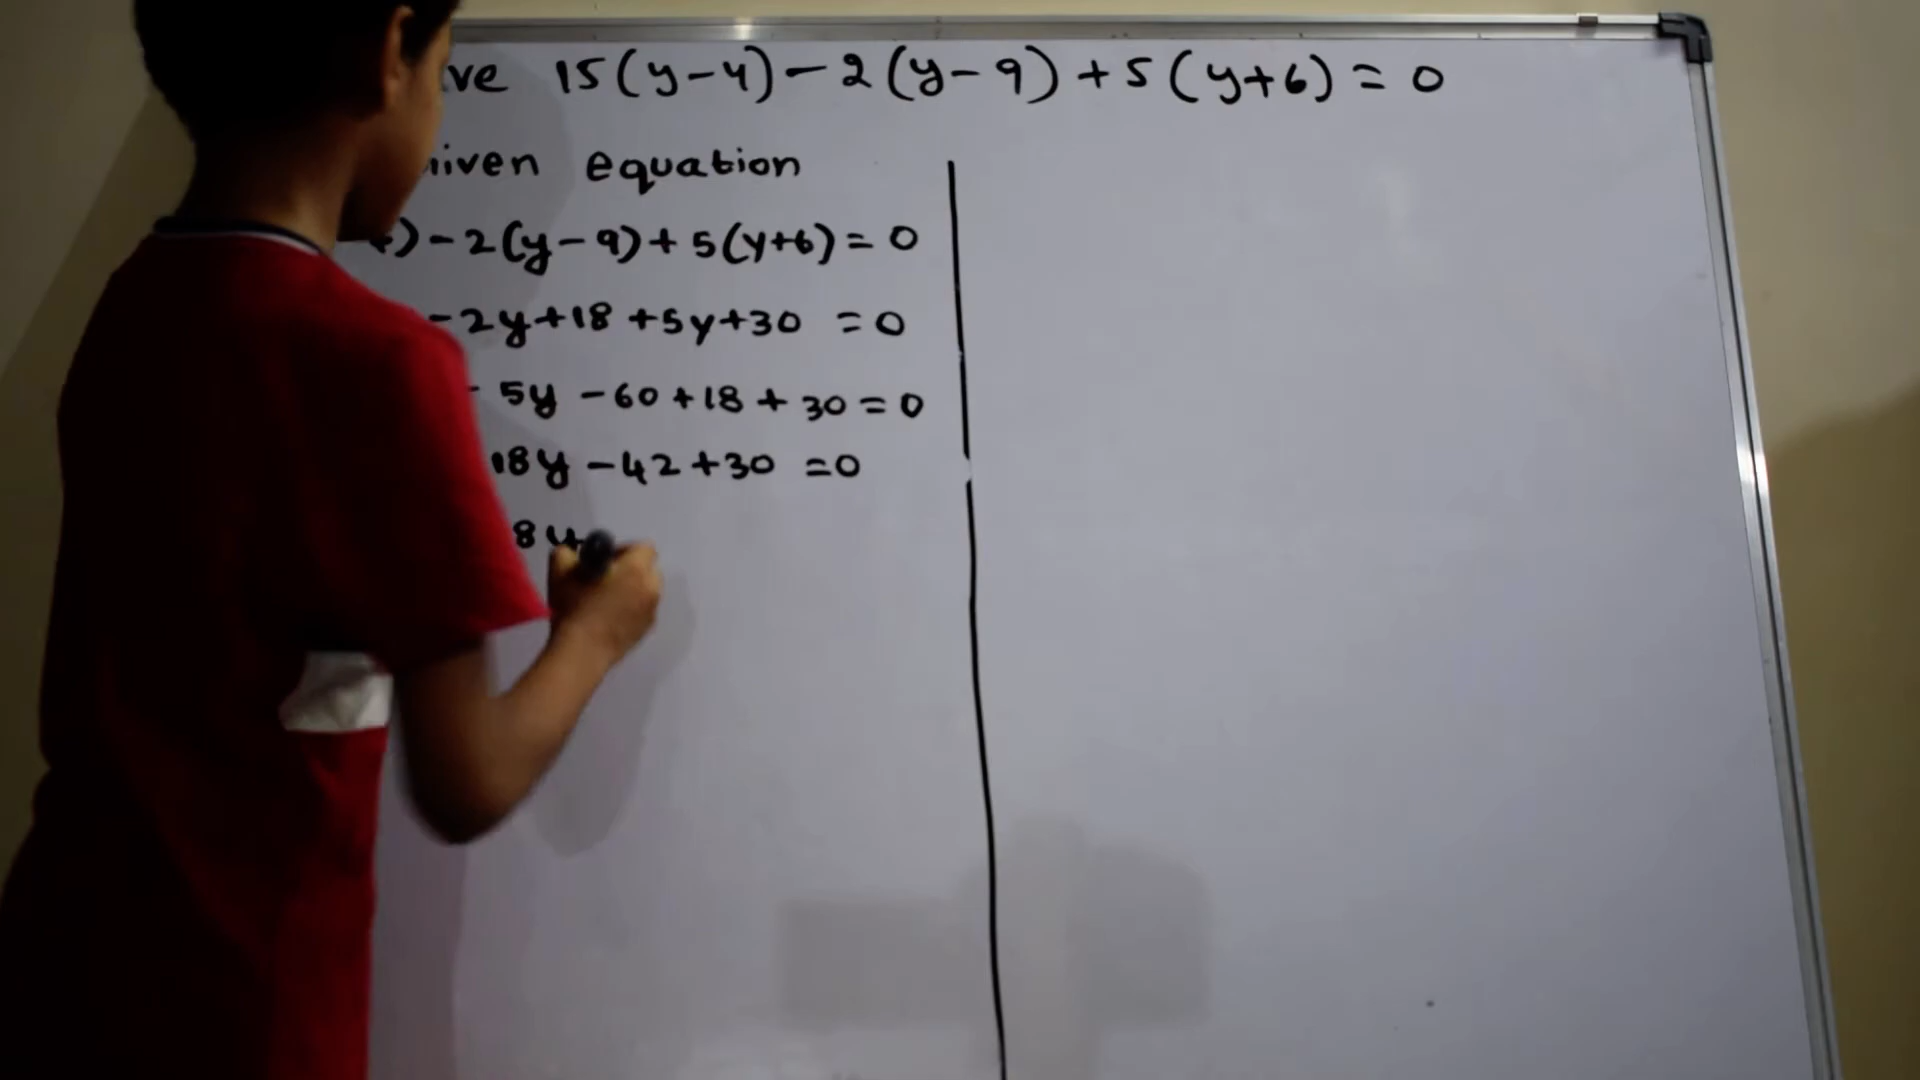 ve 15(y-4)-2(y-9)+5(y+6)=0
iven equation
)-2(y-9)+5(y+6)=0
-2y+18+5y+30 =0
5y -60+18+30=0
18y -42+30 =0
8y